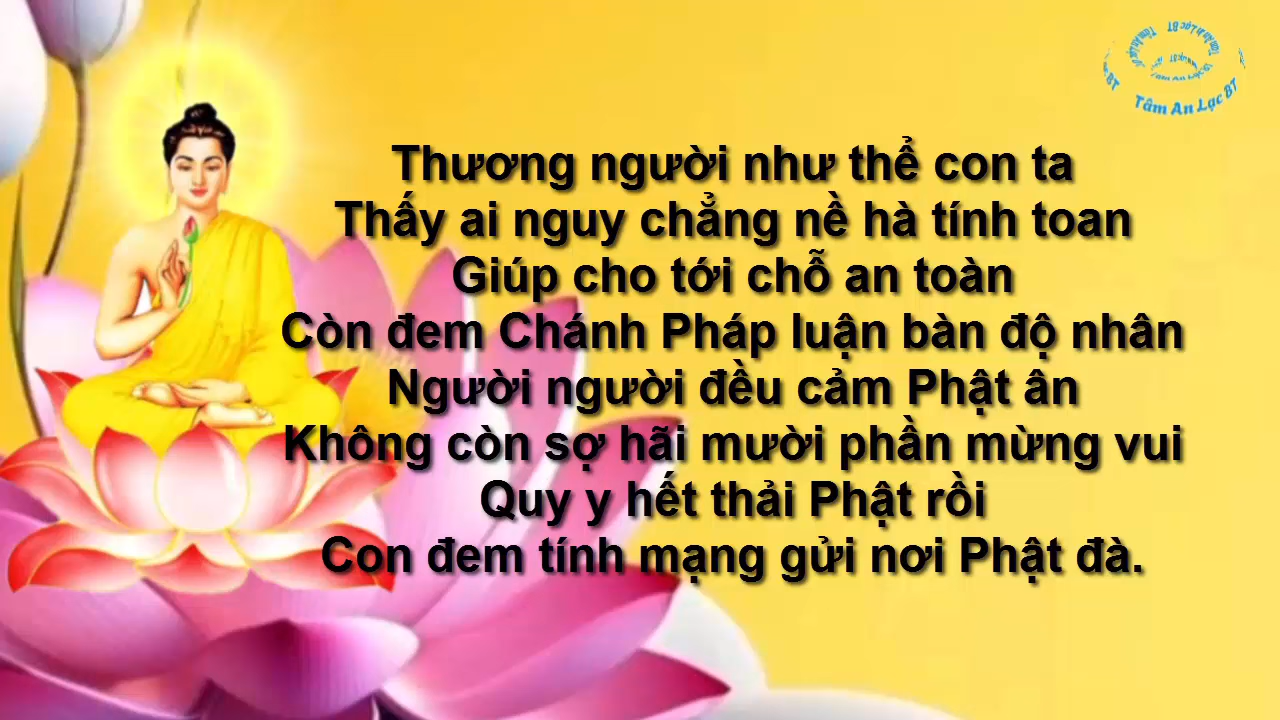 Tâm An Lạc BT
Thương người như thể con ta
Thấy ai nguy chẳng nề hà tính toan
Giúp cho tới chỗ an toàn
Còn đem Chánh Pháp luận bàn độ nhân
Người người đều cảm Phật ân
Không còn sợ hãi mười phần mừng vui
Quy y hết thải Phật rồi
Con đem tính mạng gửi nơi Phật đà.